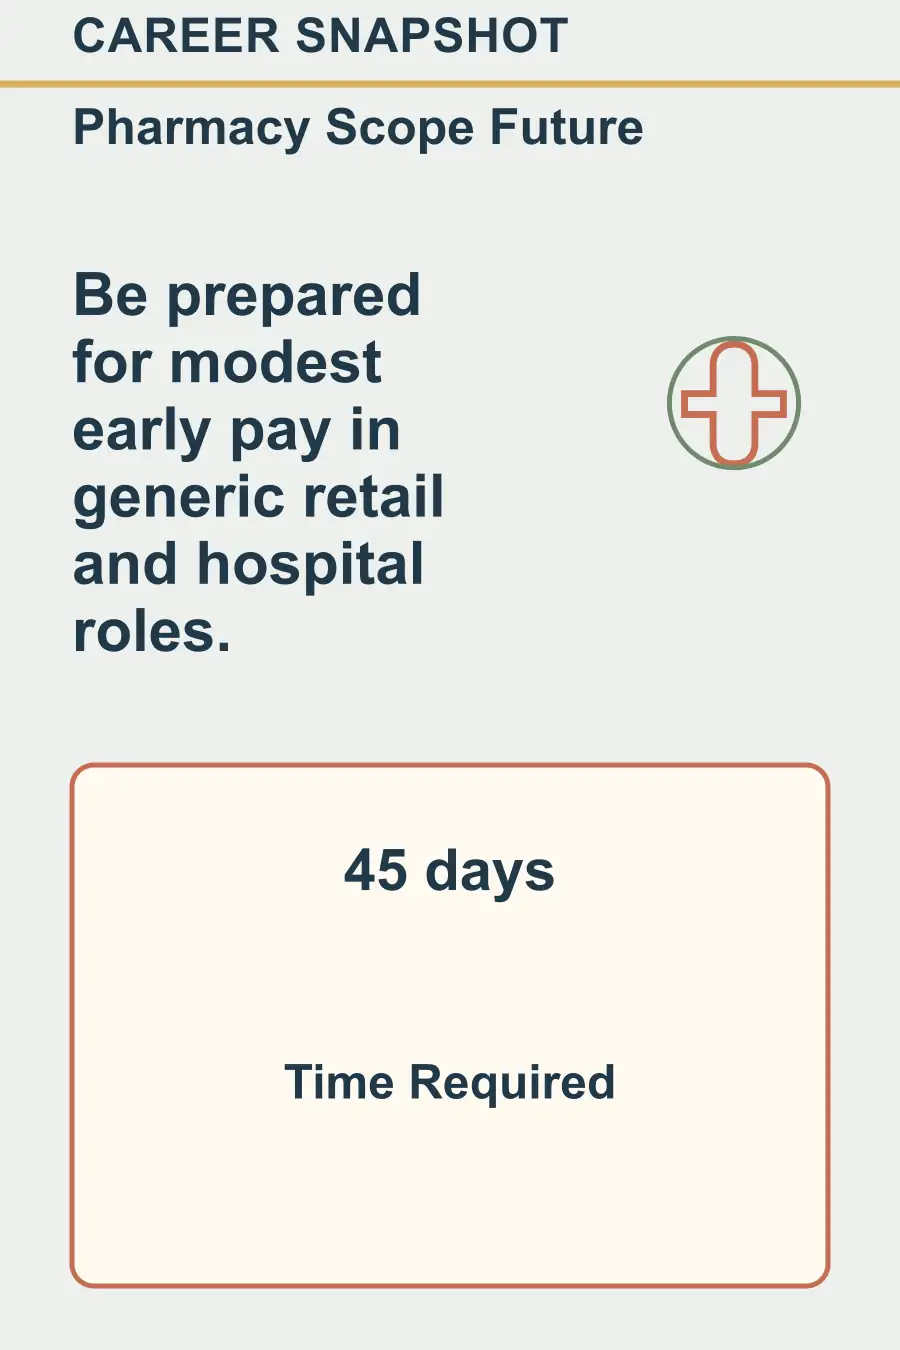 CAREER SNAPSHOT
Pharmacy Scope Future
Be prepared
for modest
early pay in
generic retail
and hospital
roles.
45 days
Time Required